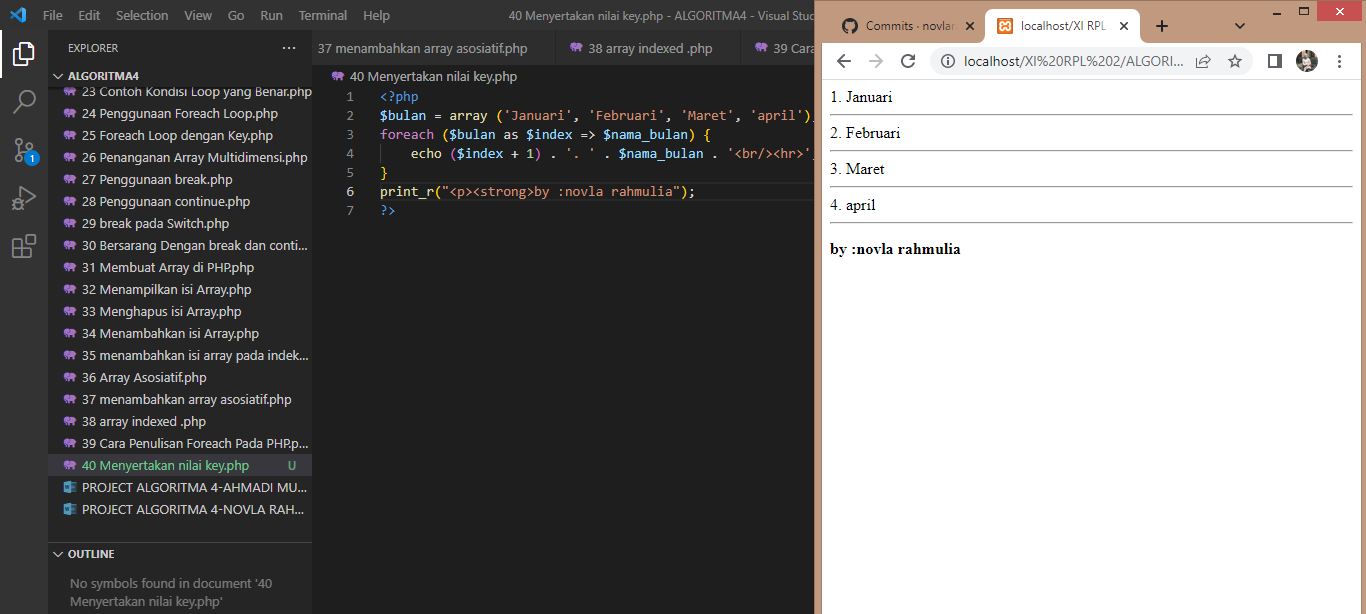 File Edit Selection View Go Run Terminal Help
40 Menyertakan nilai key.php - ALGORITMA4 - Visual Stu
EXPLORER
ALGORITMA4
23 Contoh Kondisi Loop yang Benar.php
24 Penggunaan Foreach Loop.php
25 Foreach Loop dengan Key.php
26 Penanganan Array Multidimensi.php
27 Penggunaan break.php
28 Penggunaan continue.php
29 break pada Switch.php
30 Bersarang Dengan break dan conti...
31 Membuat Array di PHP.php
32 Menampilkan isi Array.php
33 Menghapus isi Array.php
34 Menambahkan isi Array.php
35 menambahkan isi array pada indek...
36 Array Asosiatif.php
37 menambahkan array asosiatif.php
38 array indexed .php
39 Cara Penulisan Foreach Pada PHP.p...
40 Menyertakan nilai key.php U
PROJECT ALGORITMA 4-AHMADI MU...
PROJECT ALGORITMA 4-NOVLA RAH...
OUTLINE
No symbols found in document '40
Menyertakan nilai key.php'
1
37 menambahkan array asosiatif.php
38 array indexed .php
39 Cara
40 Menyertakan nilai key.php
1 <?php
2 $bulan = array ('Januari', 'Februari', 'Maret', 'april')
3 foreach ($bulan as $index => $nama_bulan) {
4 echo ($index + 1) . '. ' . $nama_bulan . '<br/><hr>'
5 }
6 print_r("<p><strong>by :novla rahmulia");
7 ?>
Commits · novla
localhost/XI RPL
localhost/XI%20RPL%202/ALGORI...
1. Januari
2. Februari
3. Maret
4. april
by :novla rahmulia